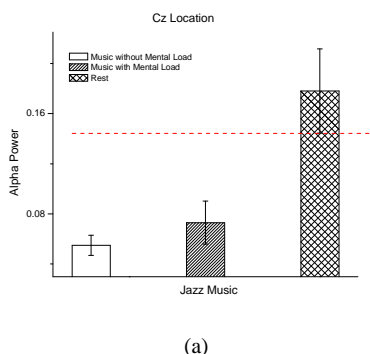 Cz Location
Music without Mental Load
Music with Mental Load
Rest
0.16
Alpha Power
0.08
Jazz Music
(a)